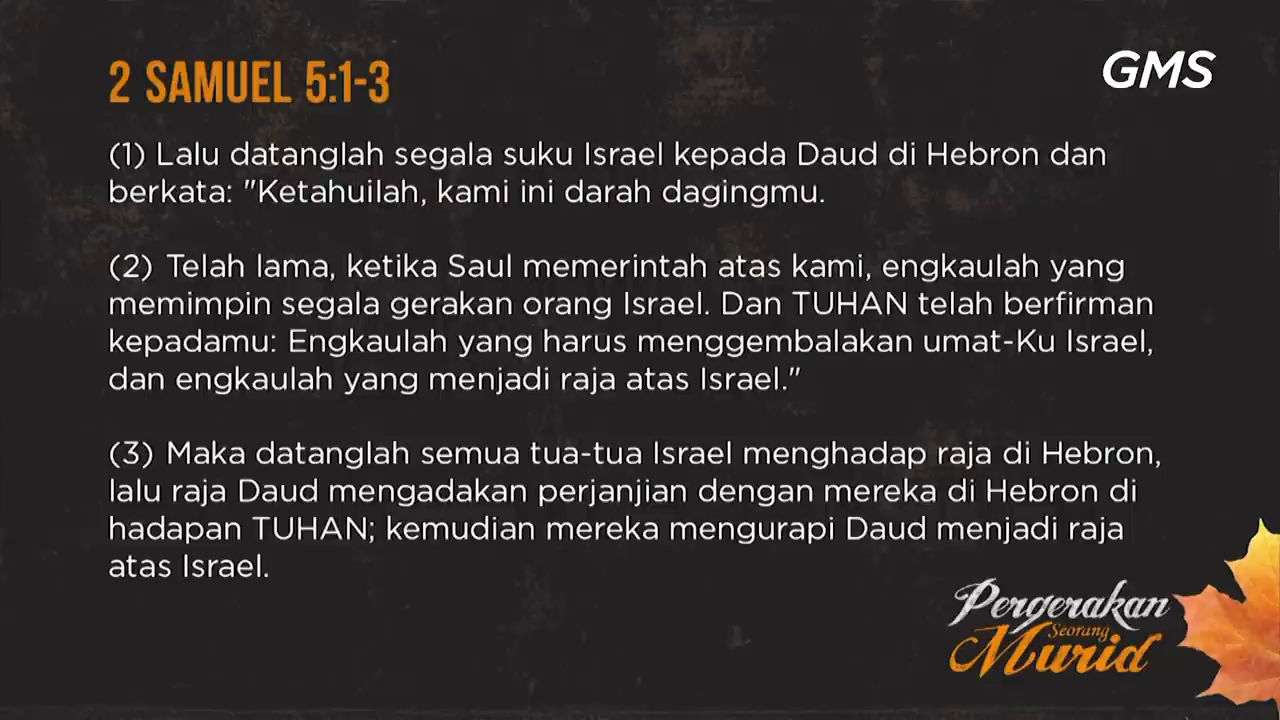 2 SAMUEL 5:1-3
GMS
(1) Lalu datanglah segala suku Israel kepada Daud di Hebron dan
berkata: "Ketahuilah, kami ini darah dagingmu.
(2) Telah lama, ketika Saul memerintah atas kami, engkaulah yang
memimpin segala gerakan orang Israel. Dan TUHAN telah berfirman
kepadamu: Engkaulah yang harus menggembalakan umat-Ku Israel,
dan engkaulah yang menjadi raja atas Israel."
(3) Maka datanglah semua tua-tua Israel menghadap raja di Hebron,
lalu raja Daud mengadakan perjanjian dengan mereka di Hebron di
hadapan TUHAN; kemudian mereka mengurapi Daud menjadi raja
atas Israel.
Pergerakan
Seorang
Murid